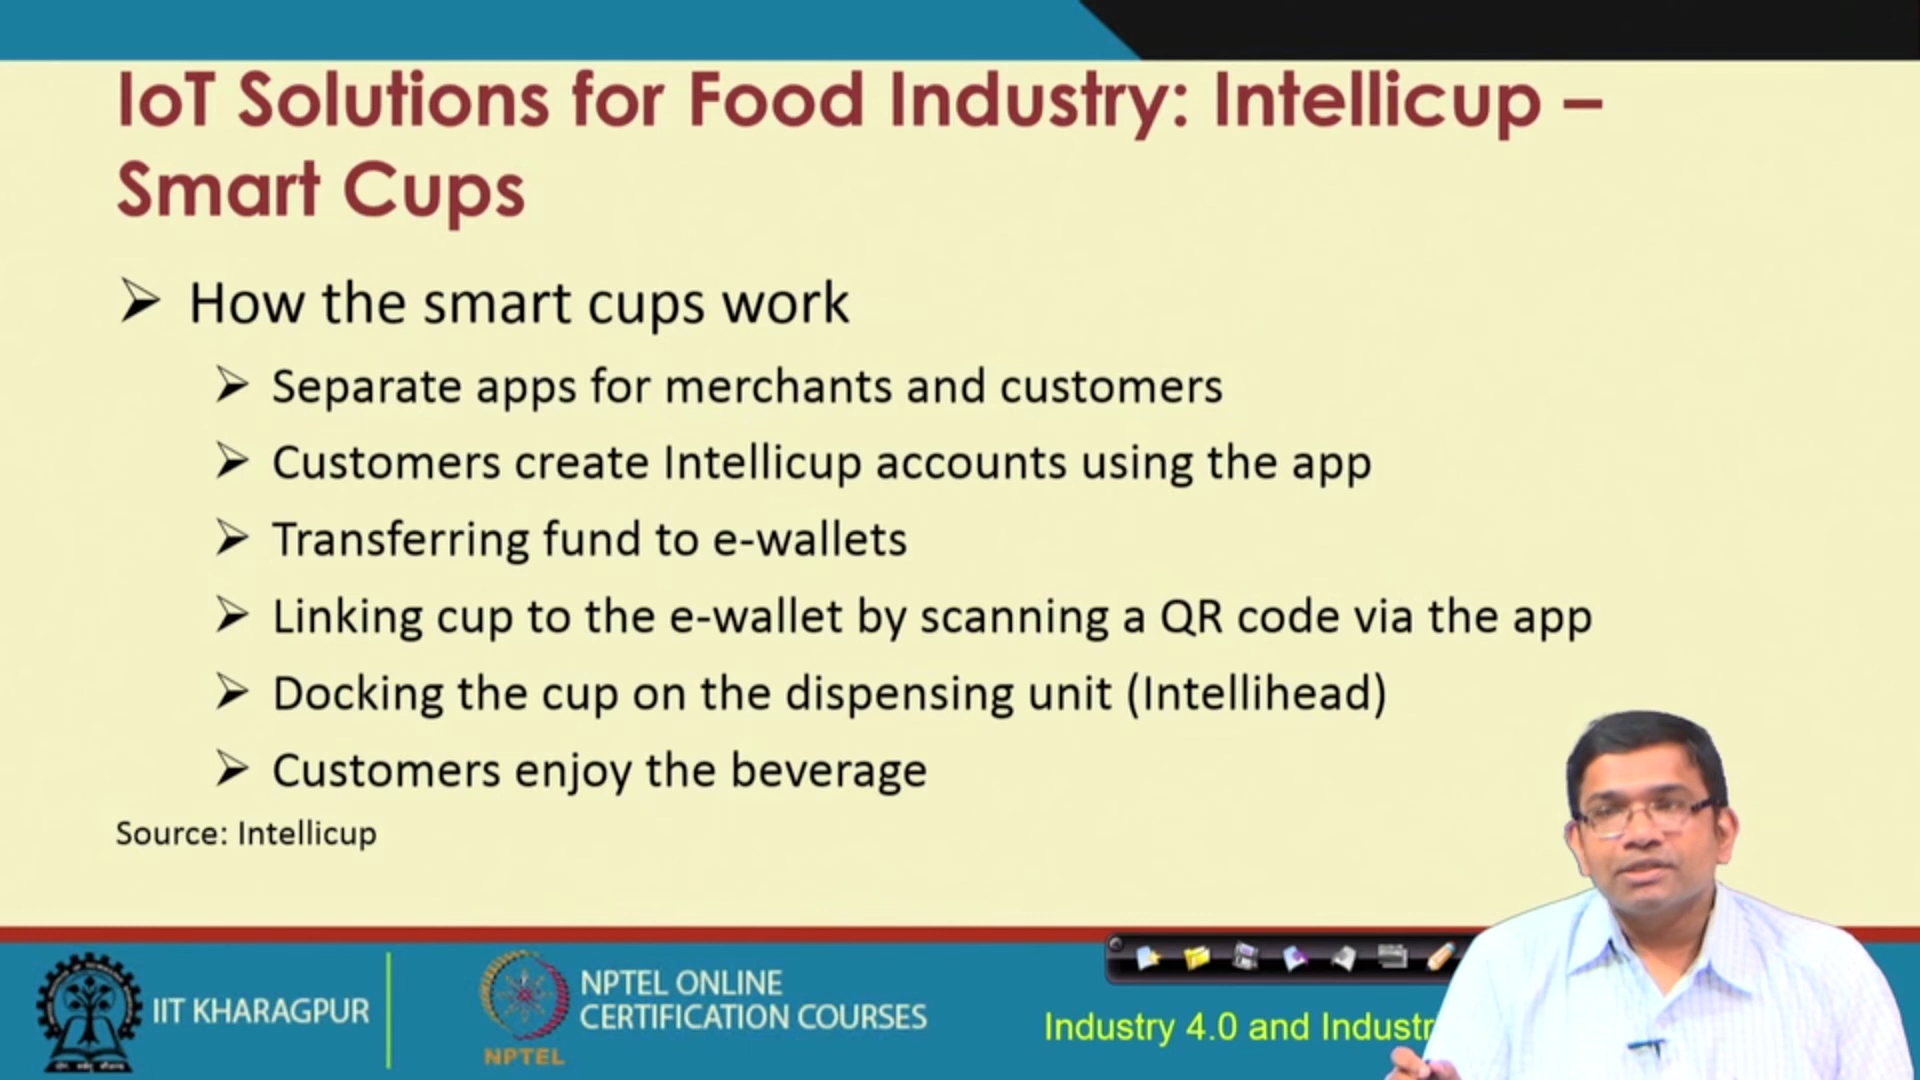 IoT Solutions for Food Industry: Intellicup –
Smart Cups
How the smart cups work
Separate apps for merchants and customers
Customers create Intellicup accounts using the app
Transferring fund to e-wallets
Linking cup to the e-wallet by scanning a QR code via the app
Docking the cup on the dispensing unit (Intellihead)
Customers enjoy the beverage
Source: Intellicup
IIT KHARAGPUR
NPTEL ONLINE
CERTIFICATION COURSES
NPTEL
Industry 4.0 and